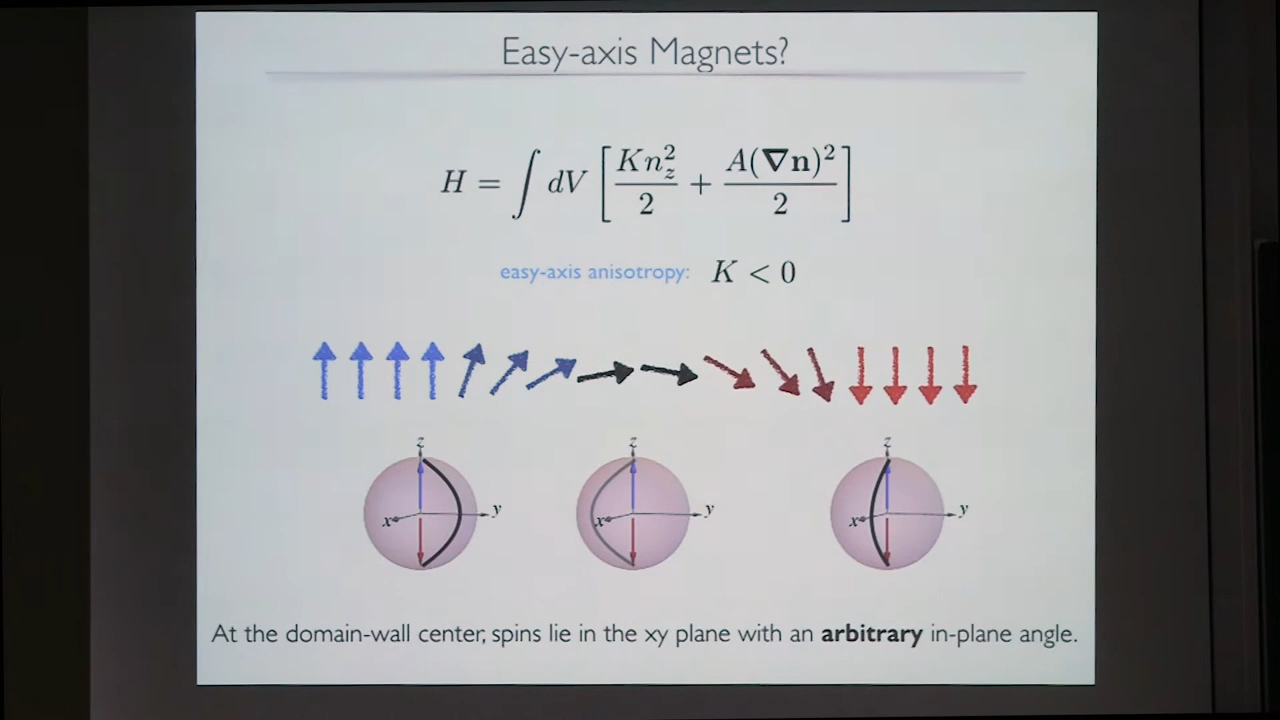 Easy-axis Magnets?
H = ∫ dV [ Kn_z^2 / 2 + A(∇n)^2 / 2 ]
easy-axis anisotropy: K < 0
z z z
x y x y x y
At the domain-wall center, spins lie in the xy plane with an arbitrary in-plane angle.